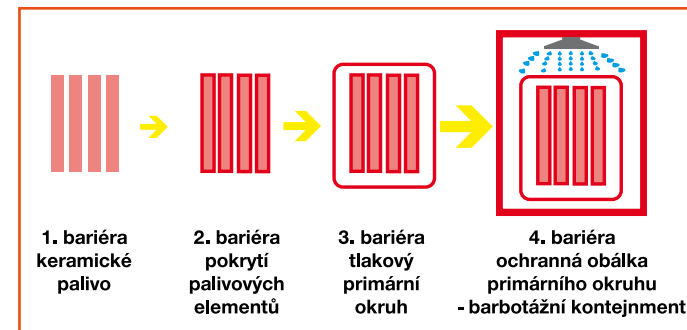 1. bariéra
keramické
palivo
2. bariéra
pokrytí
palivových
elementů
3. bariéra
tlakový
primární
okruh
4. bariéra
ochranná obálka
primárního okruhu
- barbotážní kontejnment